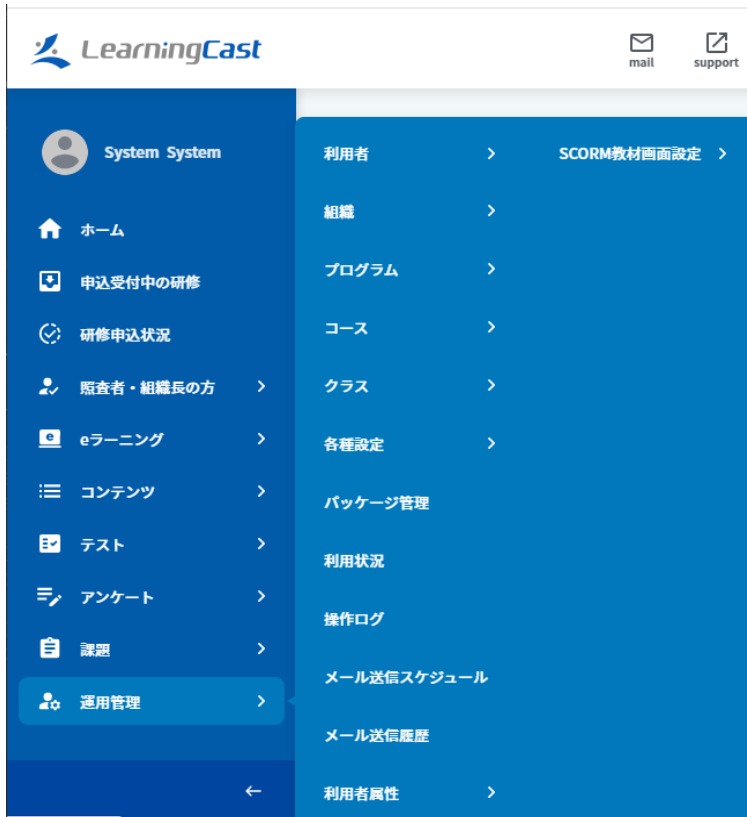 LearningCast
mail
support
System System
ホーム
申込受付中の研修
研修申込状況
照査者・組織長の方
eラーニング
コンテンツ
テスト
アンケート
課題
運用管理
利用者
組織
プログラム
コース
クラス
各種設定
パッケージ管理
利用状況
操作ログ
メール送信スケジュール
メール送信履歴
利用者属性
SCORM教材画面設定